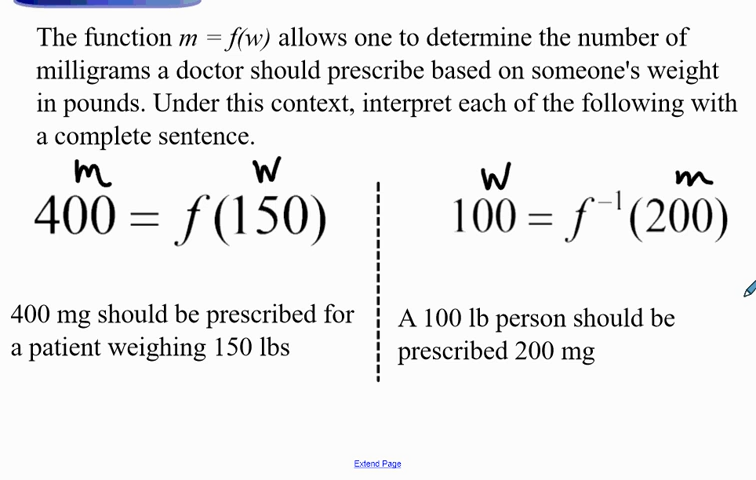 The function m = f(w) allows one to determine the number of
milligrams a doctor should prescribe based on someone's weight
in pounds. Under this context, interpret each of the following with
a complete sentence.
m w
400 = f(150)
w m
100 = f⁻¹(200)
400 mg should be prescribed for
a patient weighing 150 lbs
A 100 lb person should be
prescribed 200 mg
Extend Page